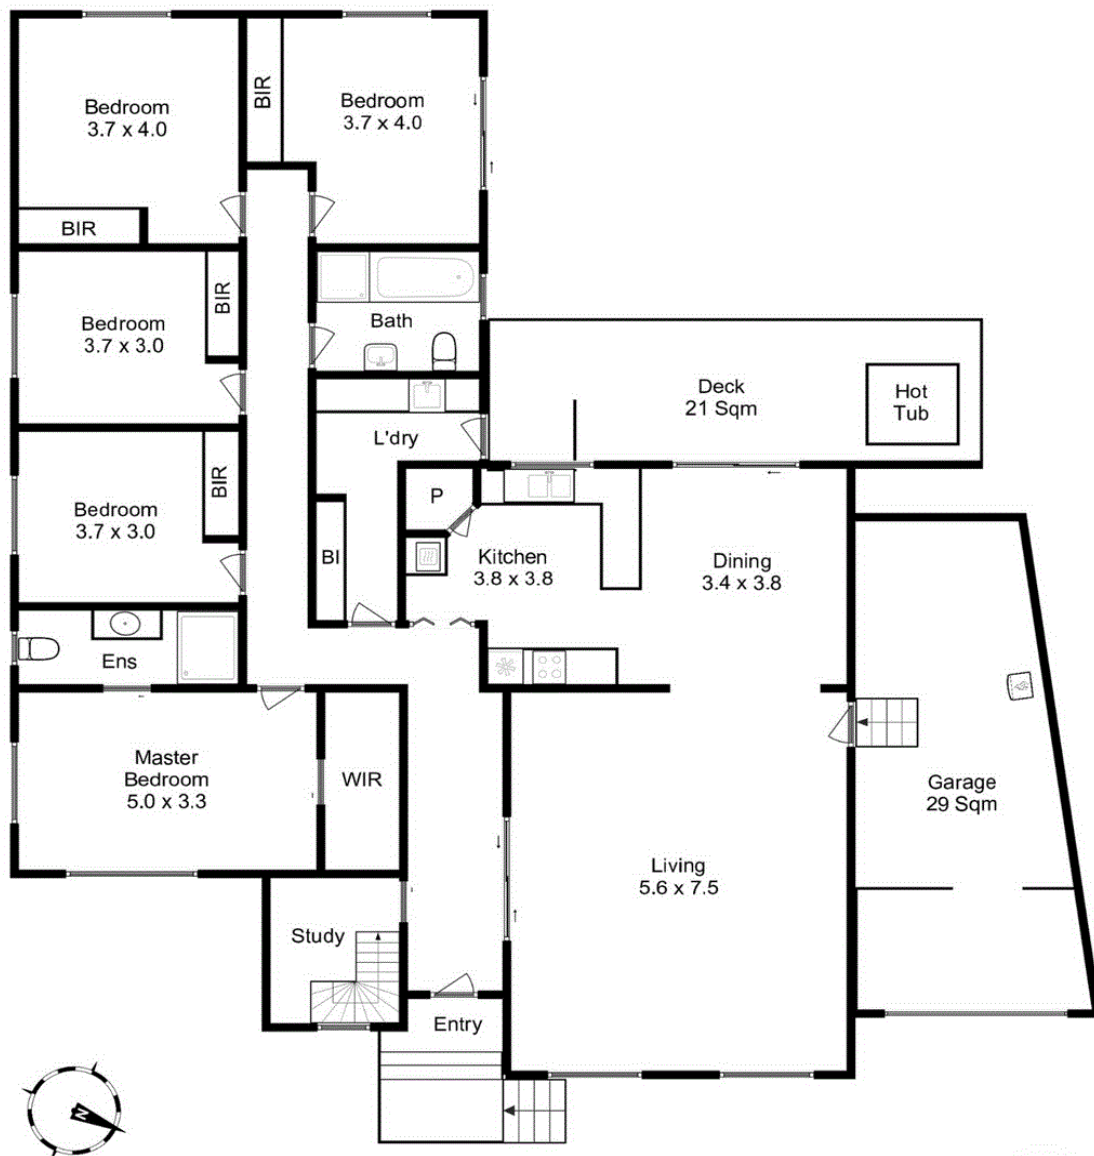 Bedroom
3.7 x 4.0
BIR
BIR
Bedroom
3.7 x 4.0
Bedroom
3.7 x 3.0
BIR
Bath
Deck
21 Sqm
Hot
Tub
L'dry
Bedroom
3.7 x 3.0
BIR
BI
P
Kitchen
3.8 x 3.8
Dining
3.4 x 3.8
Ens
Master
Bedroom
5.0 x 3.3
WIR
Living
5.6 x 7.5
Garage
29 Sqm
Study
Entry
N